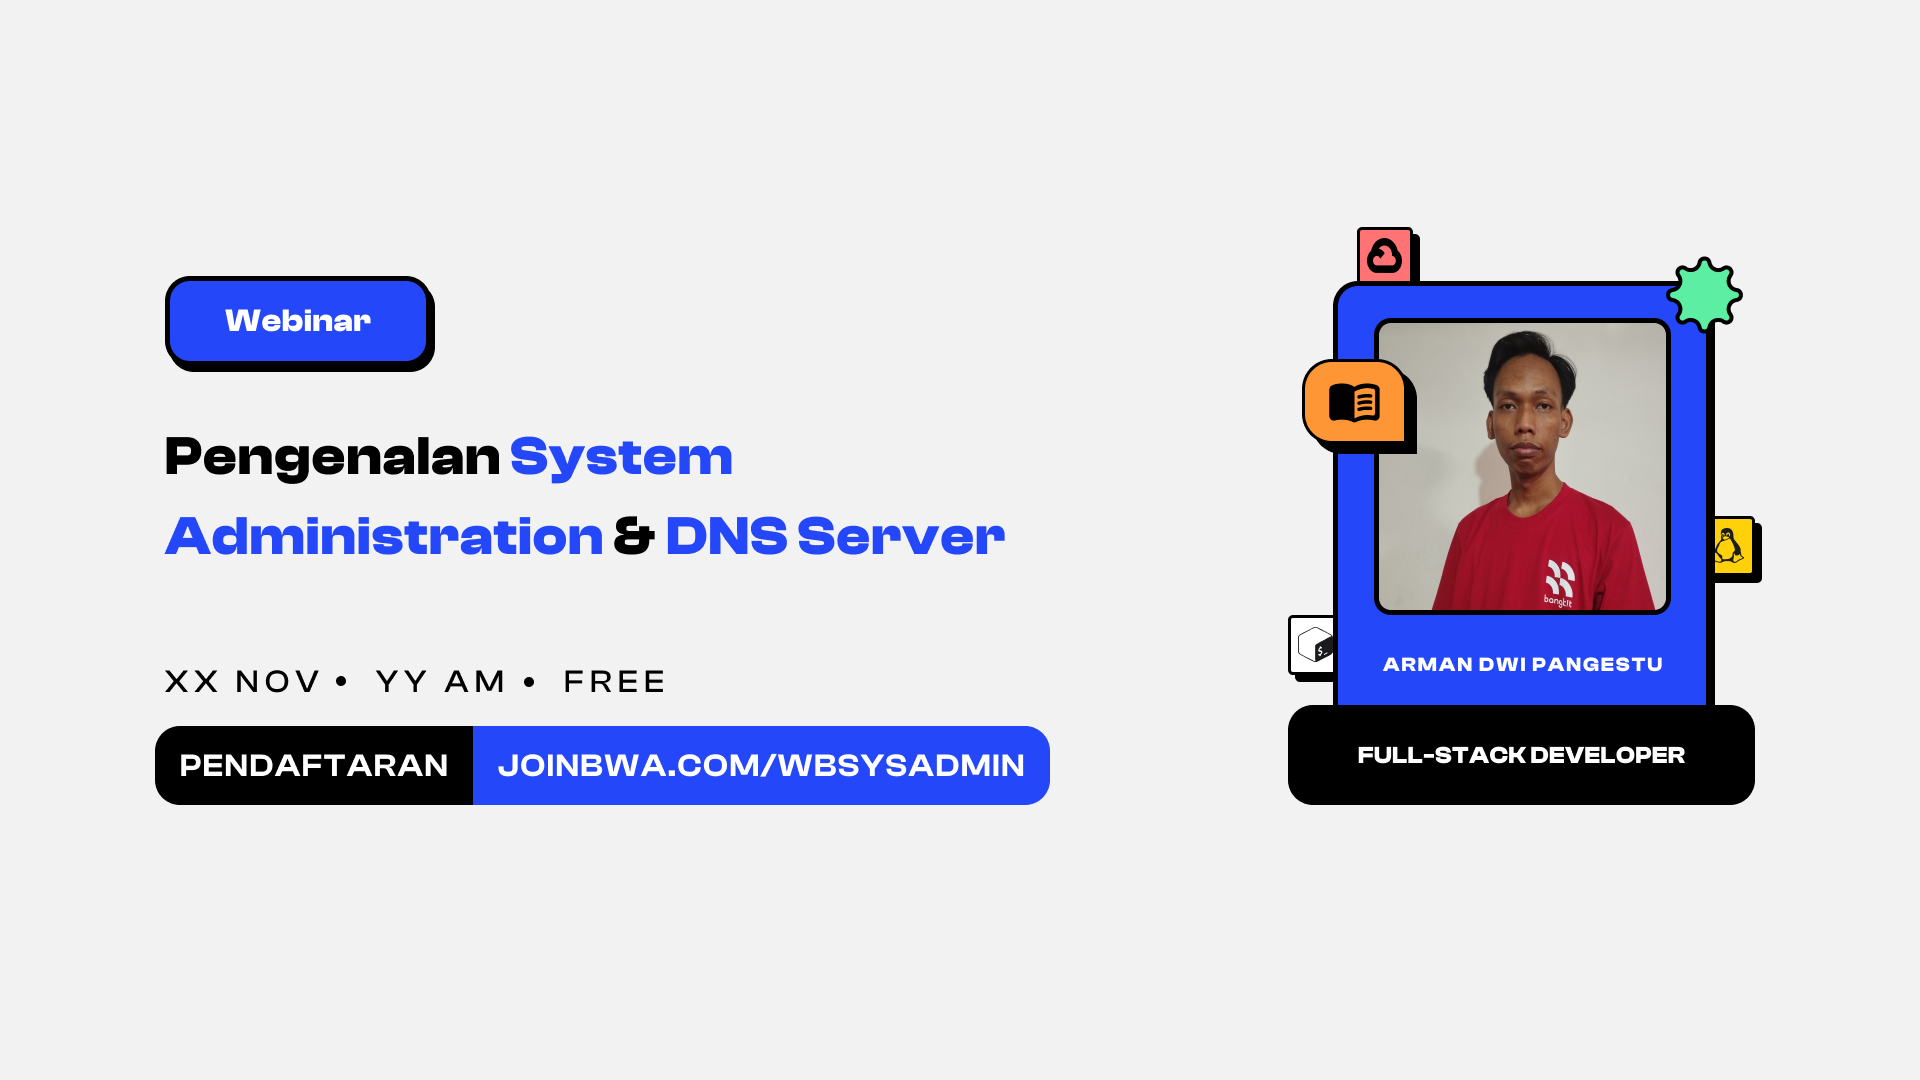 Webinar
Pengenalan System
Administration & DNS Server
XX NOV • YY AM • FREE
PENDAFTARAN JOINBWA.COM/WBSYSADMIN
bangkit
$_
ARMAN DWI PANGESTU
FULL-STACK DEVELOPER